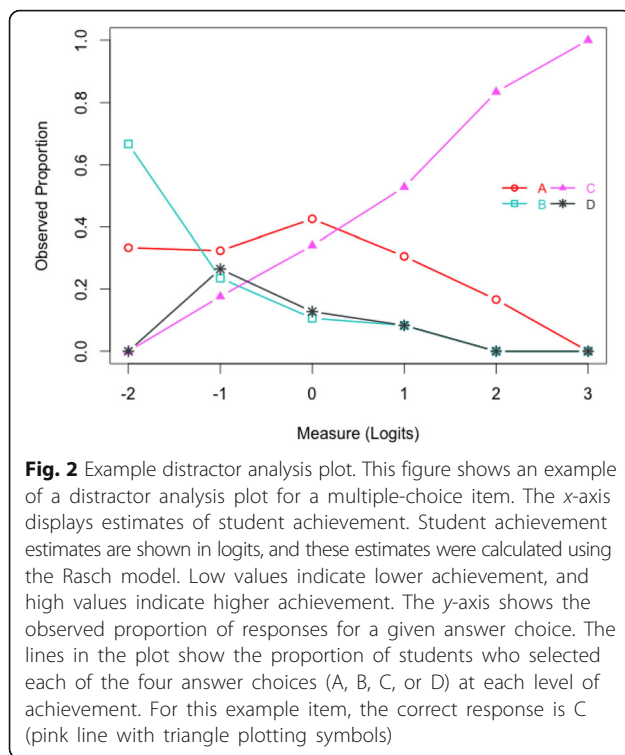 1.0
0.8
0.6
0.4
0.2
0.0
Observed Proportion
A C
B D
-2 -1 0 1 2 3
Measure (Logits)
Fig. 2 Example distractor analysis plot. This figure shows an example
of a distractor analysis plot for a multiple-choice item. The x-axis
displays estimates of student achievement. Student achievement
estimates are shown in logits, and these estimates were calculated using
the Rasch model. Low values indicate lower achievement, and
high values indicate higher achievement. The y-axis shows the
observed proportion of responses for a given answer choice. The
lines in the plot show the proportion of students who selected
each of the four answer choices (A, B, C, or D) at each level of
achievement. For this example item, the correct response is C
(pink line with triangle plotting symbols)